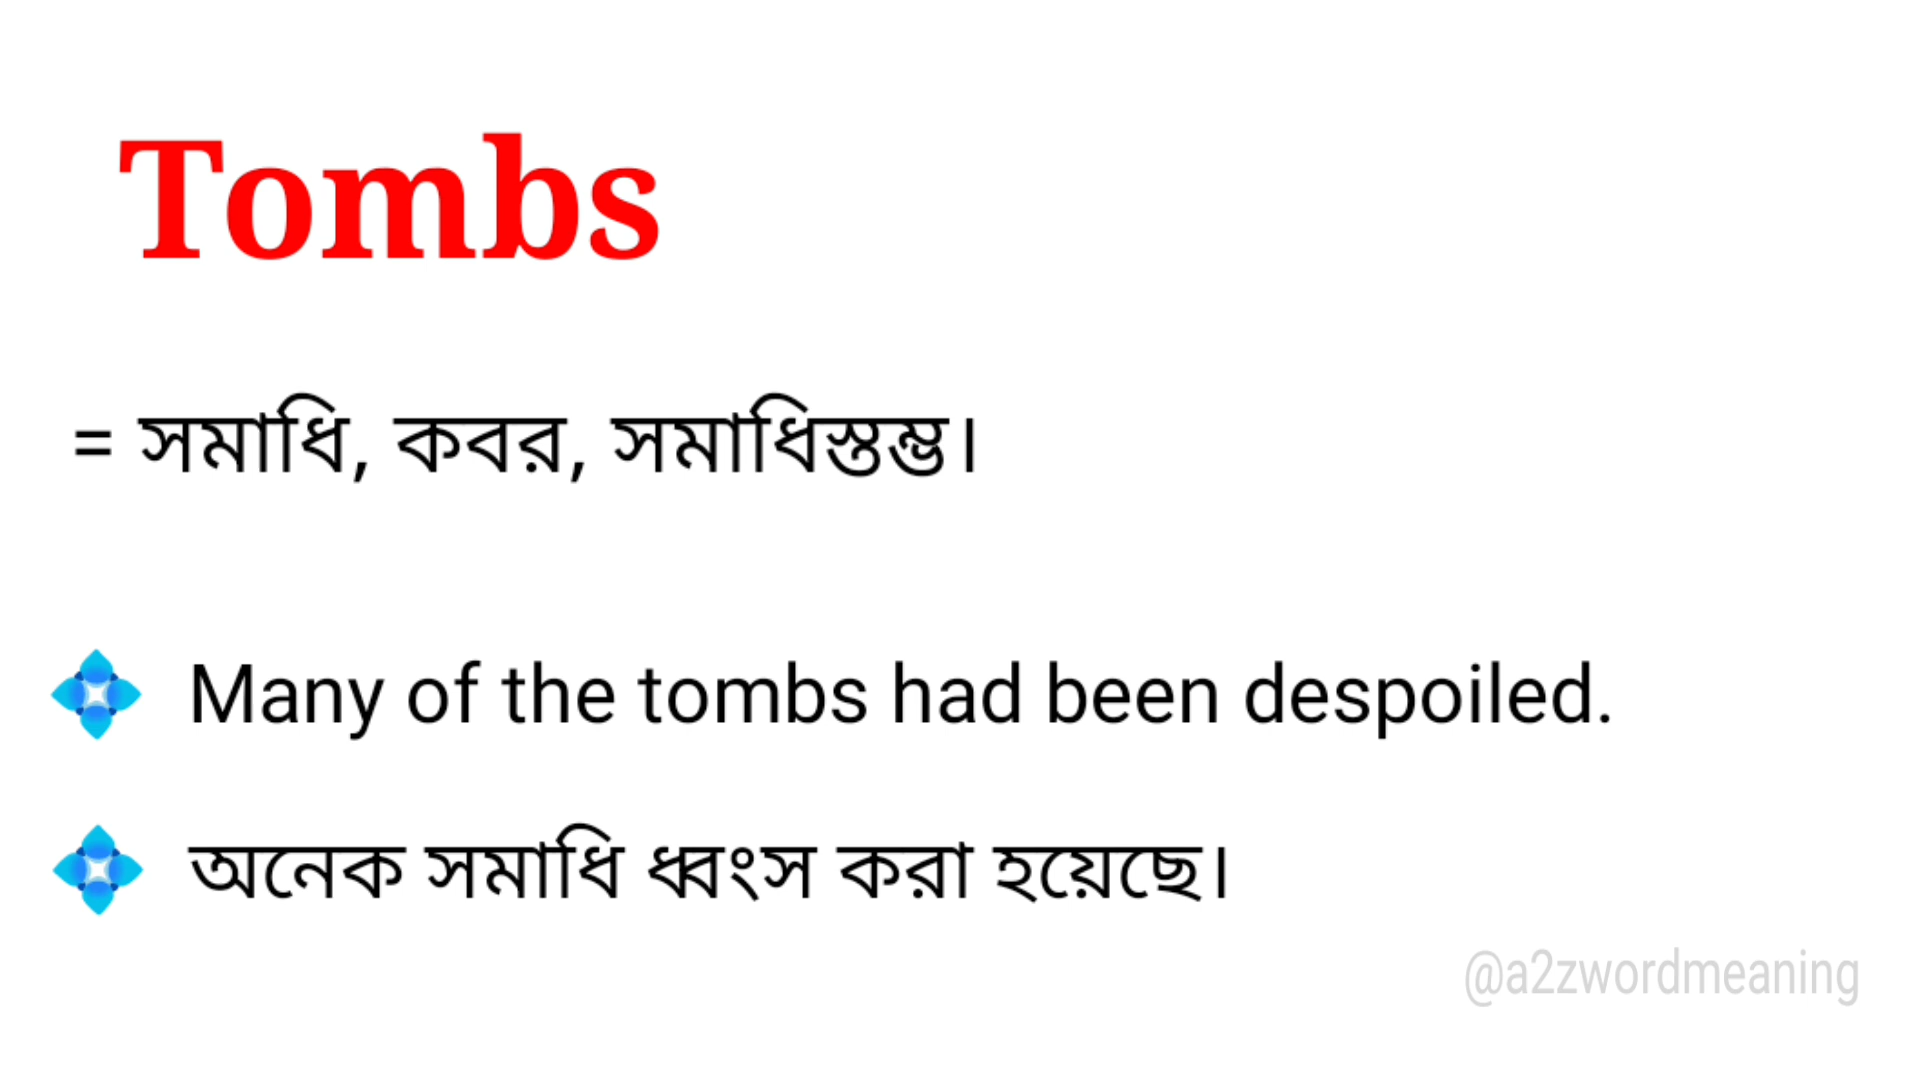 Tombs
= সমাধি, কবর, সমাধিস্তম্ভ।
💠 Many of the tombs had been despoiled.
💠 অনেক সমাধি ধ্বংস করা হয়েছে।
@a2zwordmeaning